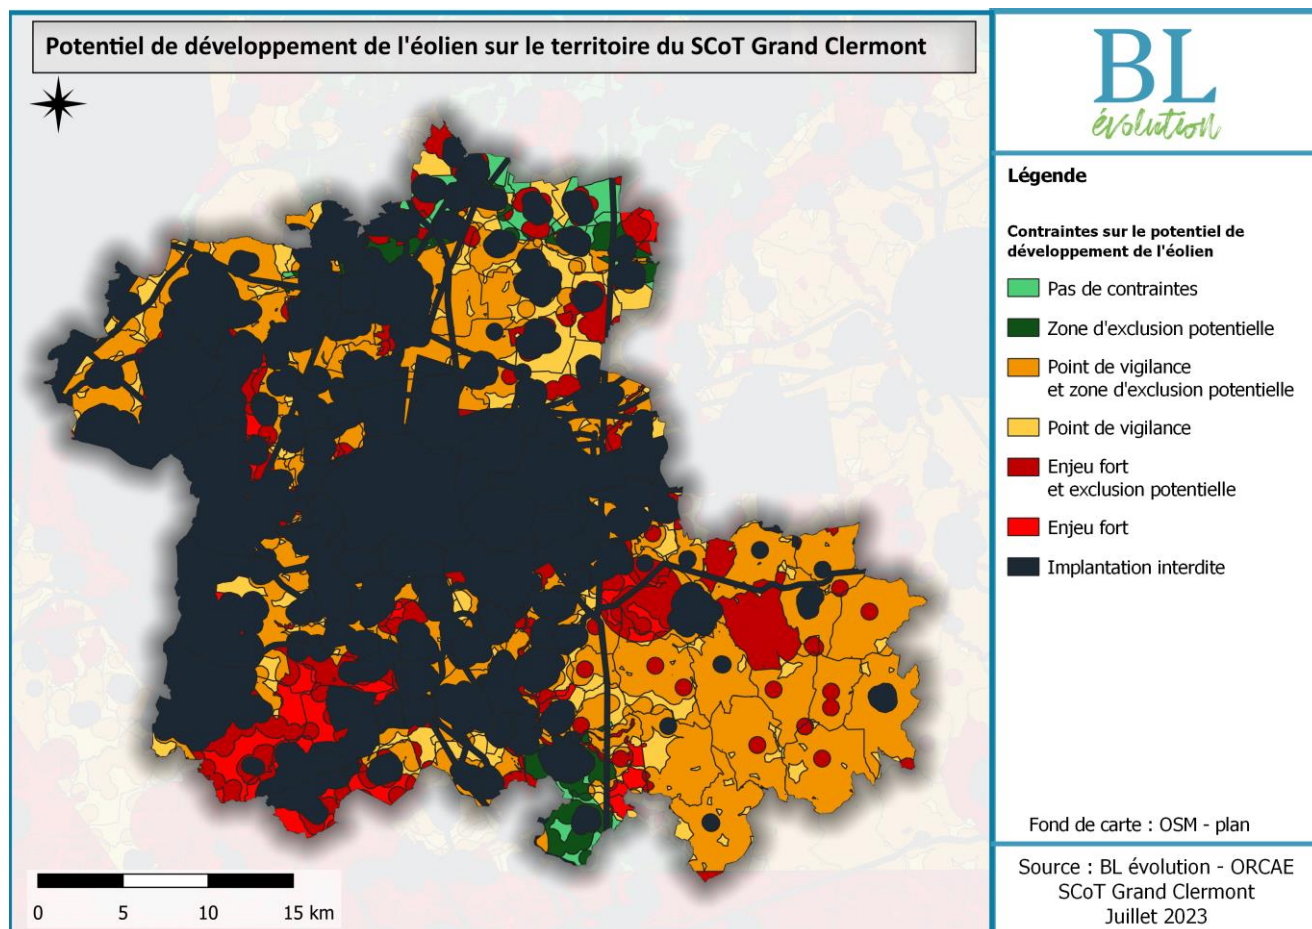 Potentiel de développement de l'éolien sur le territoire du SCoT Grand Clermont
BL
évolution
Légende
Contraintes sur le potentiel de
développement de l'éolien
Pas de contraintes
Zone d'exclusion potentielle
Point de vigilance
et zone d'exclusion potentielle
Point de vigilance
Enjeu fort
et exclusion potentielle
Enjeu fort
Implantation interdite
Fond de carte : OSM - plan
Source : BL évolution - ORCAE
SCoT Grand Clermont
Juillet 2023
0 5 10 15 km